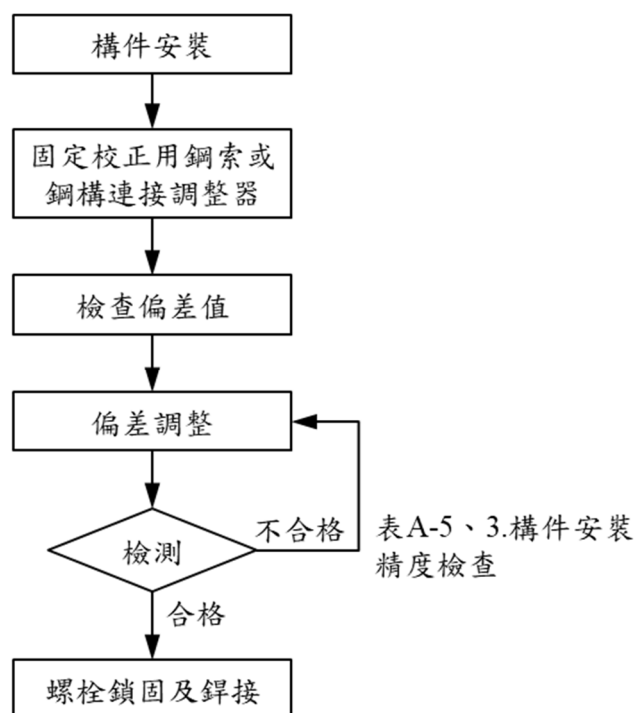 構件安裝
固定校正用鋼索或
鋼構連接調整器
檢查偏差值
偏差調整
不合格
表A-5、3.構件安裝
精度檢查
檢測
合格
螺栓鎖固及銲接